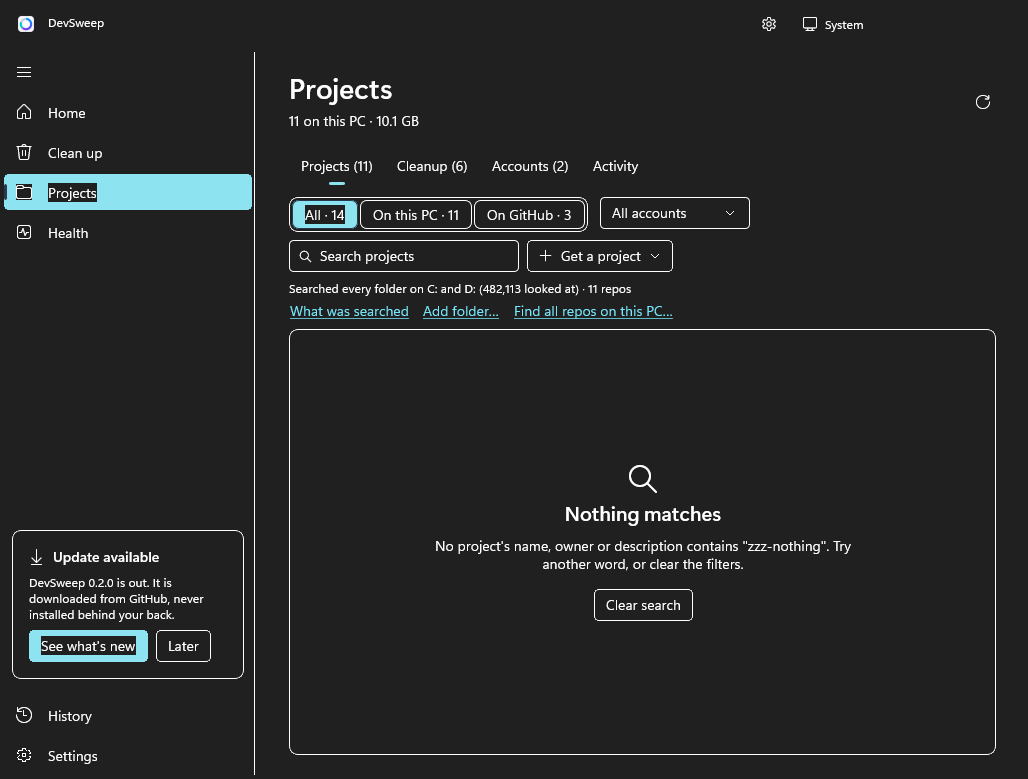 DevSweep
System
Home
Clean up
Projects
Health
Update available
DevSweep 0.2.0 is out. It is
downloaded from GitHub, never
installed behind your back.
See what's new
Later
History
Settings
Projects
11 on this PC · 10.1 GB
Projects (11)
Cleanup (6)
Accounts (2)
Activity
All · 14
On this PC · 11
On GitHub · 3
All accounts
Search projects
Get a project
Searched every folder on C: and D: (482,113 looked at) · 11 repos
What was searched
Add folder...
Find all repos on this PC...
Nothing matches
No project's name, owner or description contains "zzz-nothing". Try
another word, or clear the filters.
Clear search